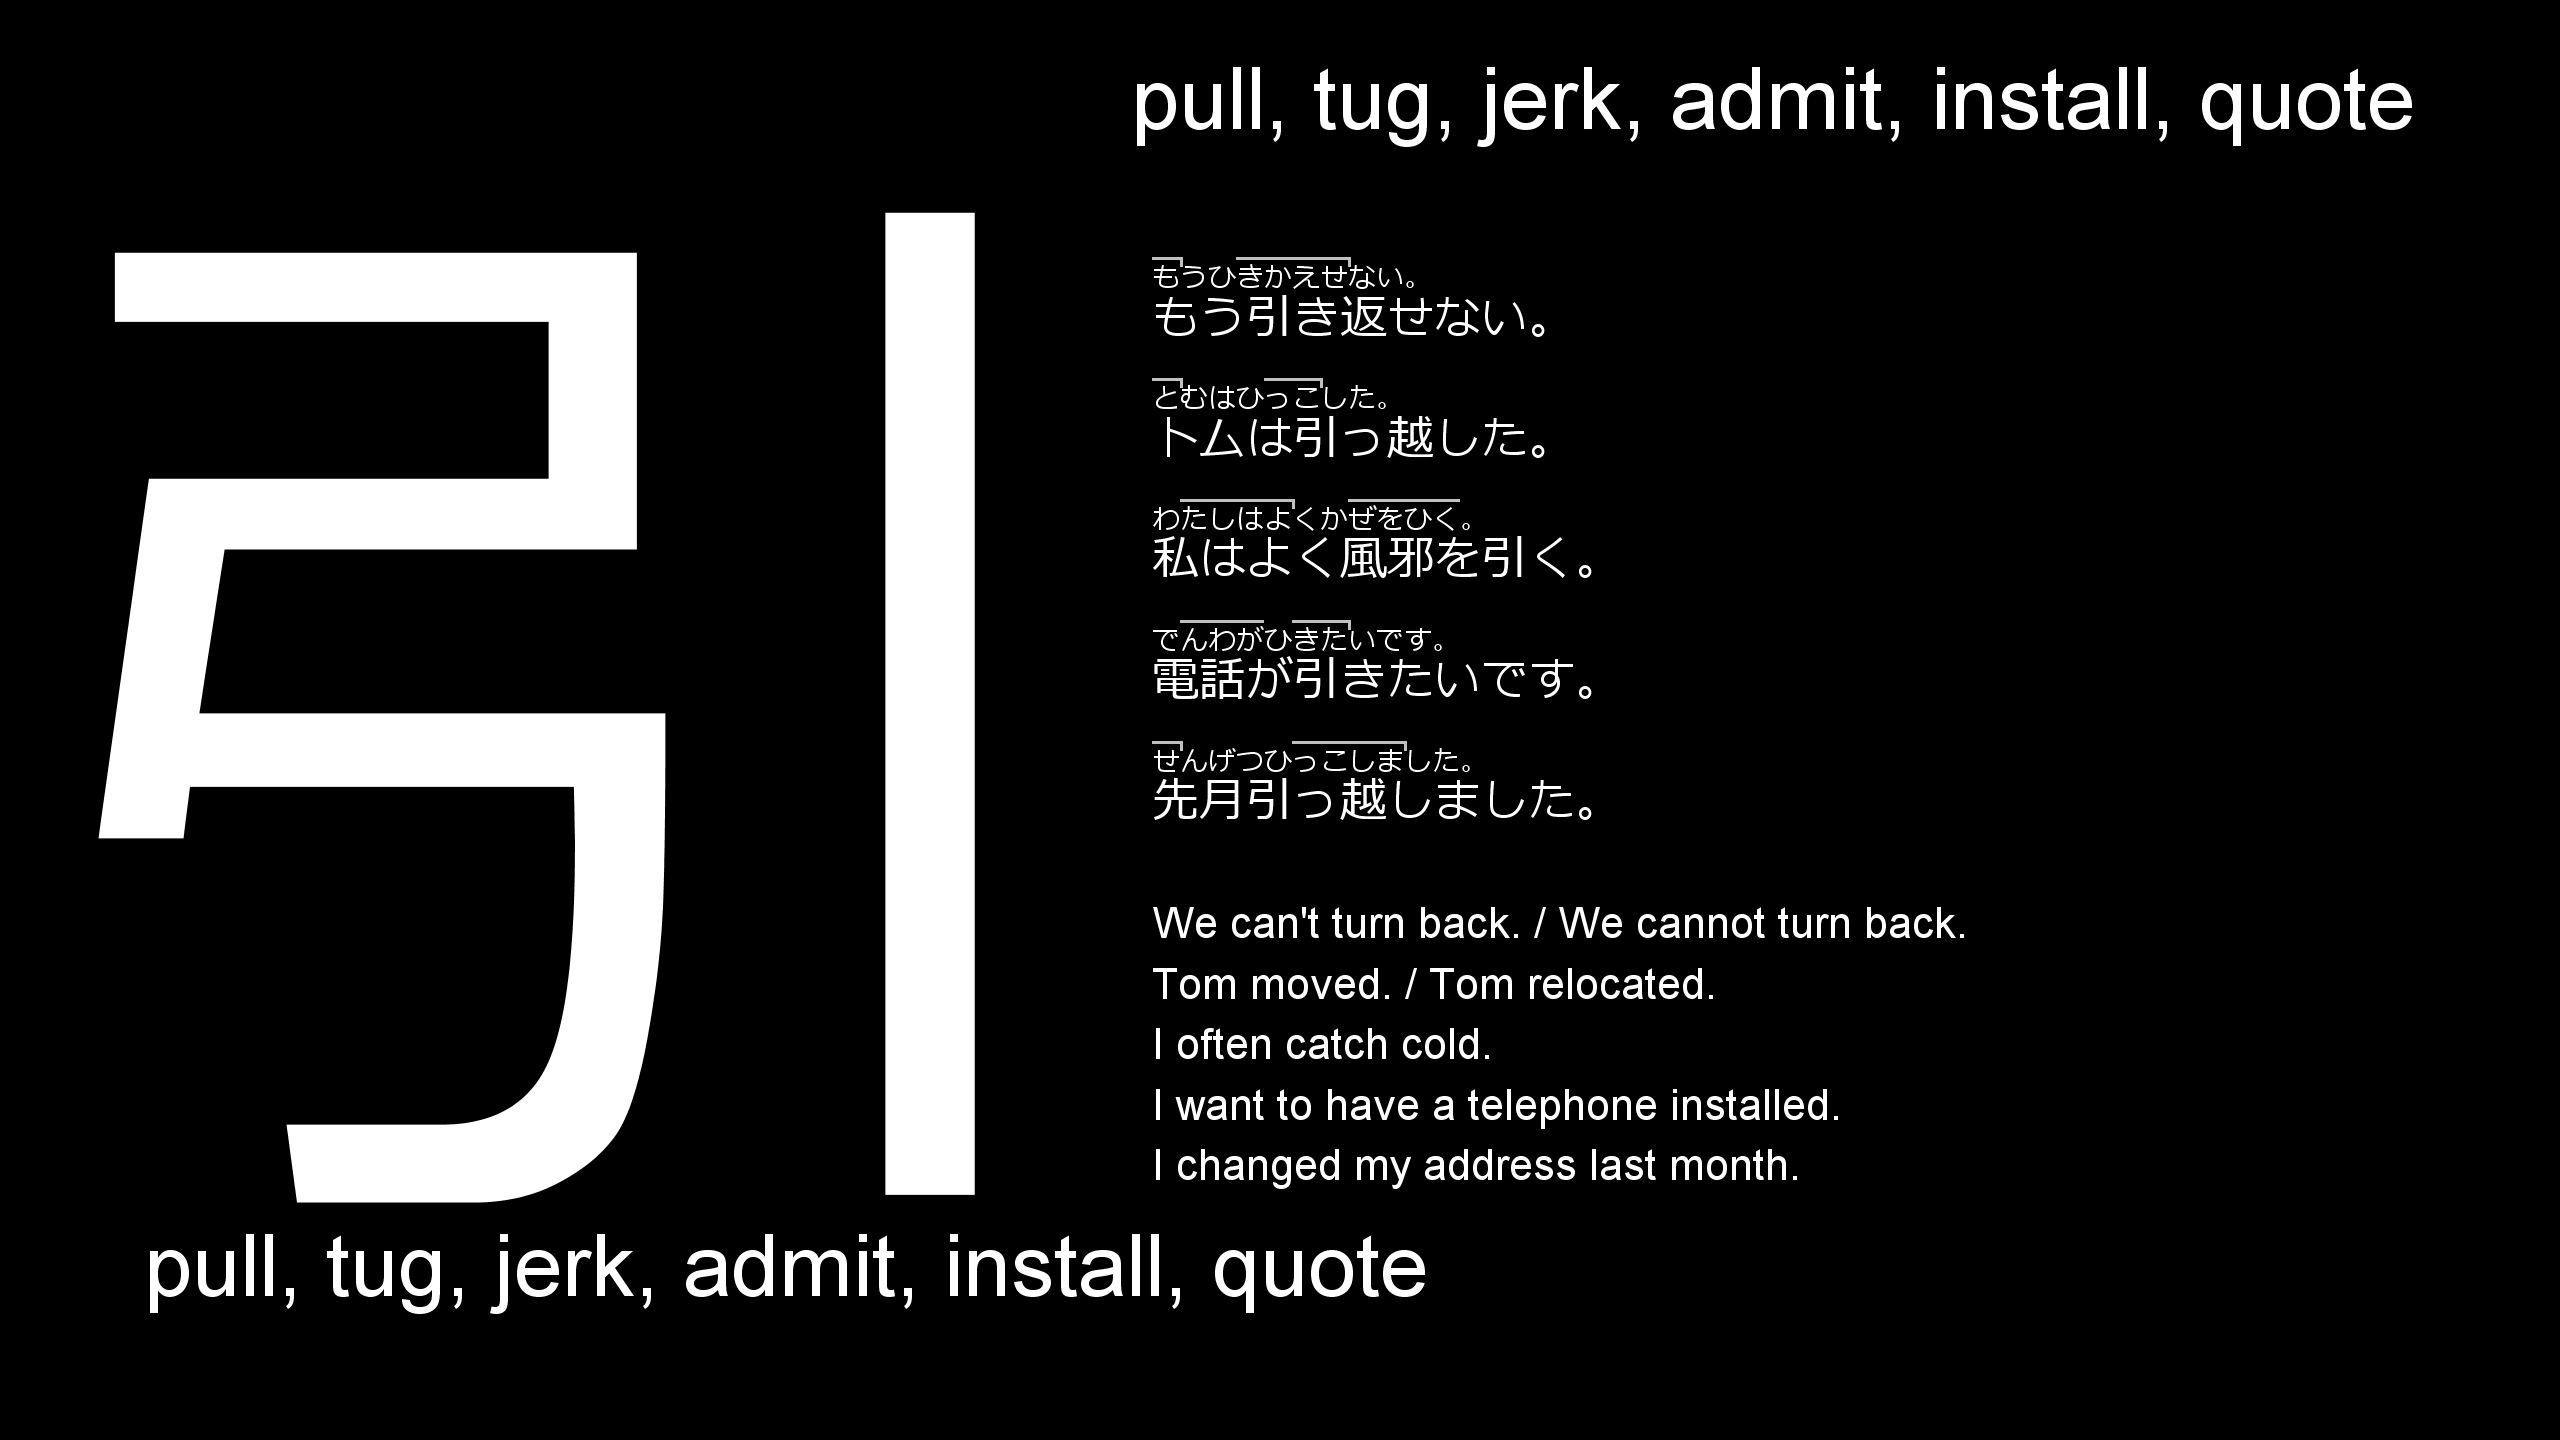 pull, tug, jerk, admit, install, quote
引
もうひきかえせない。
もう引き返せない。
とむはひっこした。
トムは引っ越した。
わたしはよくかぜをひく。
私はよく風邪を引く。
でんわがひきたいです。
電話が引きたいです。
せんげつひっこしました。
先月引っ越しました。
We can't turn back. / We cannot turn back.
Tom moved. / Tom relocated.
I often catch cold.
I want to have a telephone installed.
I changed my address last month.
pull, tug, jerk, admit, install, quote